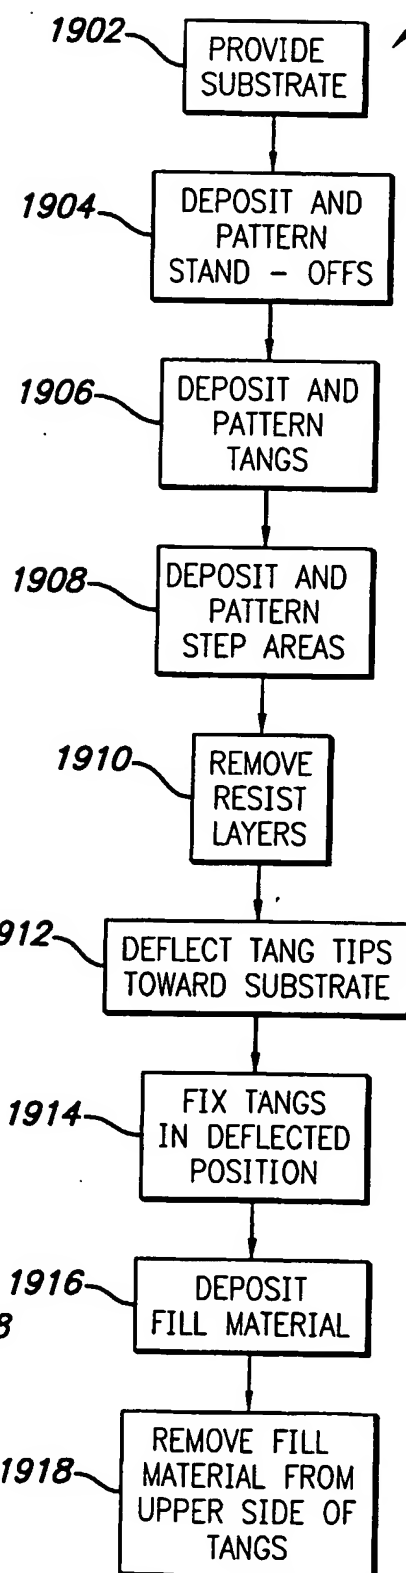 1902
PROVIDE
SUBSTRATE
1904
DEPOSIT AND
PATTERN
STAND - OFFS
1906
DEPOSIT AND
PATTERN
TANGS
1908
DEPOSIT AND
PATTERN
STEP AREAS
1910
REMOVE
RESIST
LAYERS
912
DEFLECT TANG TIPS
TOWARD SUBSTRATE
1914
FIX TANGS
IN DEFLECTED
POSITION
1916
8
DEPOSIT
FILL MATERIAL
1918
REMOVE FILL
MATERIAL FROM
UPPER SIDE OF
TANGS